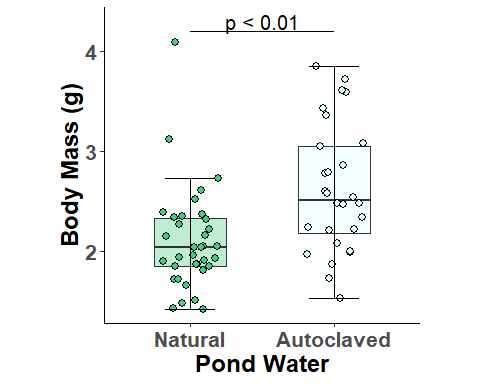 p < 0.01
4
3
2
Body Mass (g)
Natural Autoclaved
Pond Water